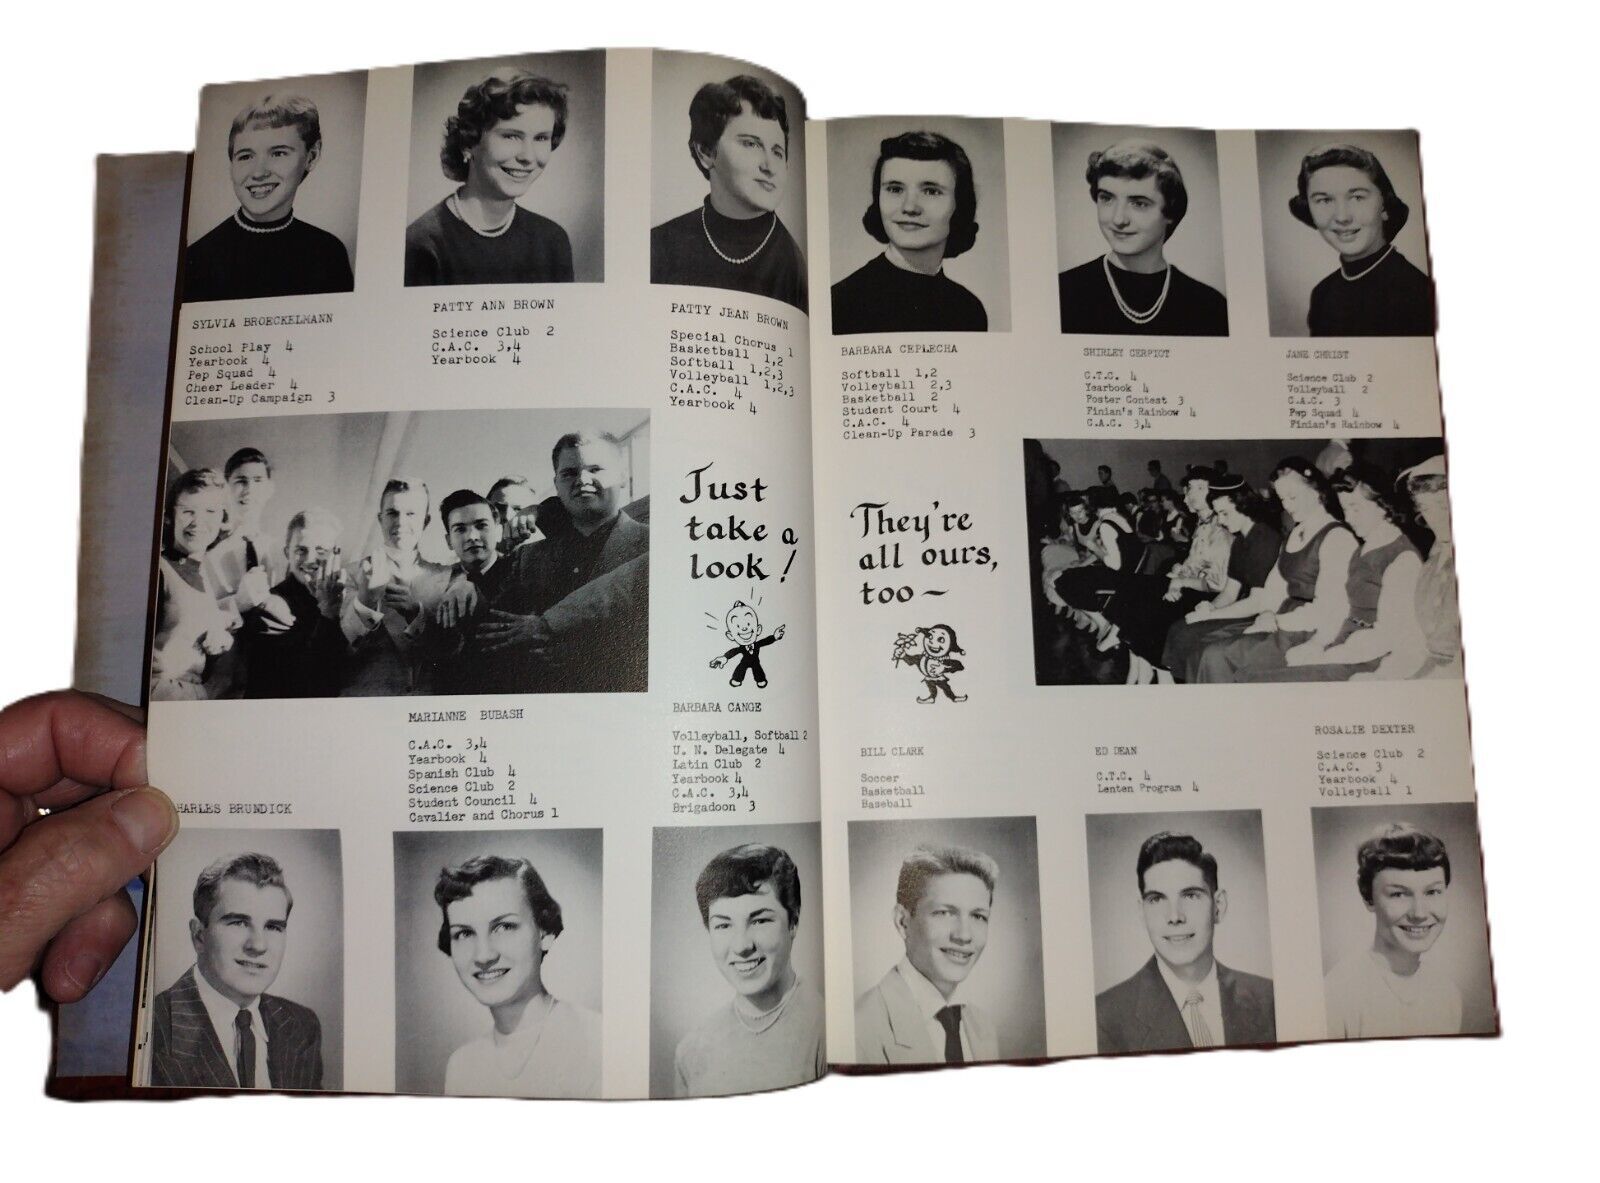 SYLVIA BROECKELMANN
School Play 4
Yearbook 4
Pep Squad 4
Cheer Leader 4
Clean-Up Campaign 3
PATTY ANN BROWN
Science Club 2
C.A.C. 3,4
Yearbook 4
PATTY JEAN BROWN
Special Chorus 1
Basketball 1,2
Softball 1,2,3
Volleyball 1,2,3
C.A.C. 4
Yearbook 4
Just
take a
look!
CHARLES BRUNDICK
MARIANNE BUBASH
C.A.C. 3,4
Yearbook 4
Spanish Club 4
Science Club 2
Student Council 4
Cavalier and Chorus 1
BARBARA CANGE
Volleyball, Softball 2
U. N. Delegate 4
Latin Club 2
Yearbook 4
C.A.C. 3,4
Brigadoon 3
BARBARA CEPLECHA
Softball 1,2
Volleyball 2,3
Basketball 2
Student Court 4
C.A.C. 4
Clean-Up Parade 3
SHIRLEY CERPIOT
C.T.C. 4
Yearbook 4
Poster Contest 3
Finian's Rainbow 4
C.A.C. 3,4
JANE CHRIST
Science Club 2
Volleyball 2
C.A.C. 3
Pep Squad 4
Finian's Rainbow 4
They're
all ours,
too~
BILL CLARK
Soccer
Basketball
Baseball
ED DEAN
C.T.C. 4
Lenten Program 4
ROSALIE DEXTER
Science Club 2
C.A.C. 3
Yearbook 4
Volleyball 1